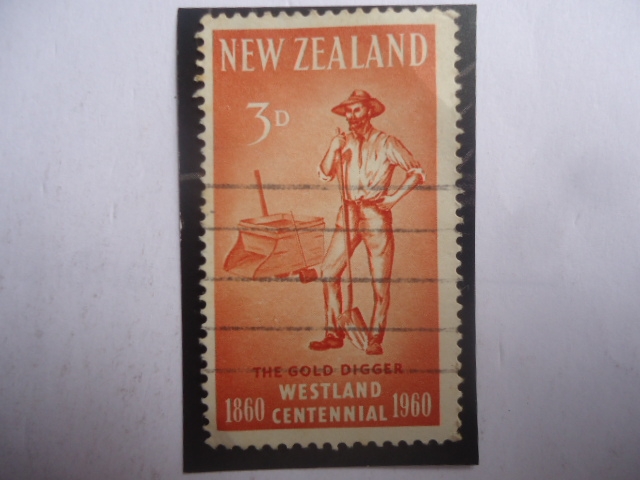 NEW ZEALAND
3D
THE GOLD DIGGER
WESTLAND
1860 CENTENNIAL 1960